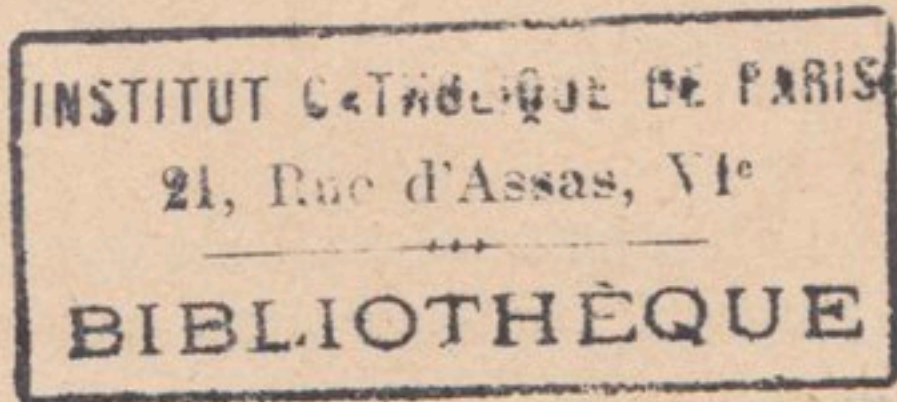 INSTITUT CATHOLIQUE DE PARIS
21, Rue d'Assas, VIe
BIBLIOTHÈQUE